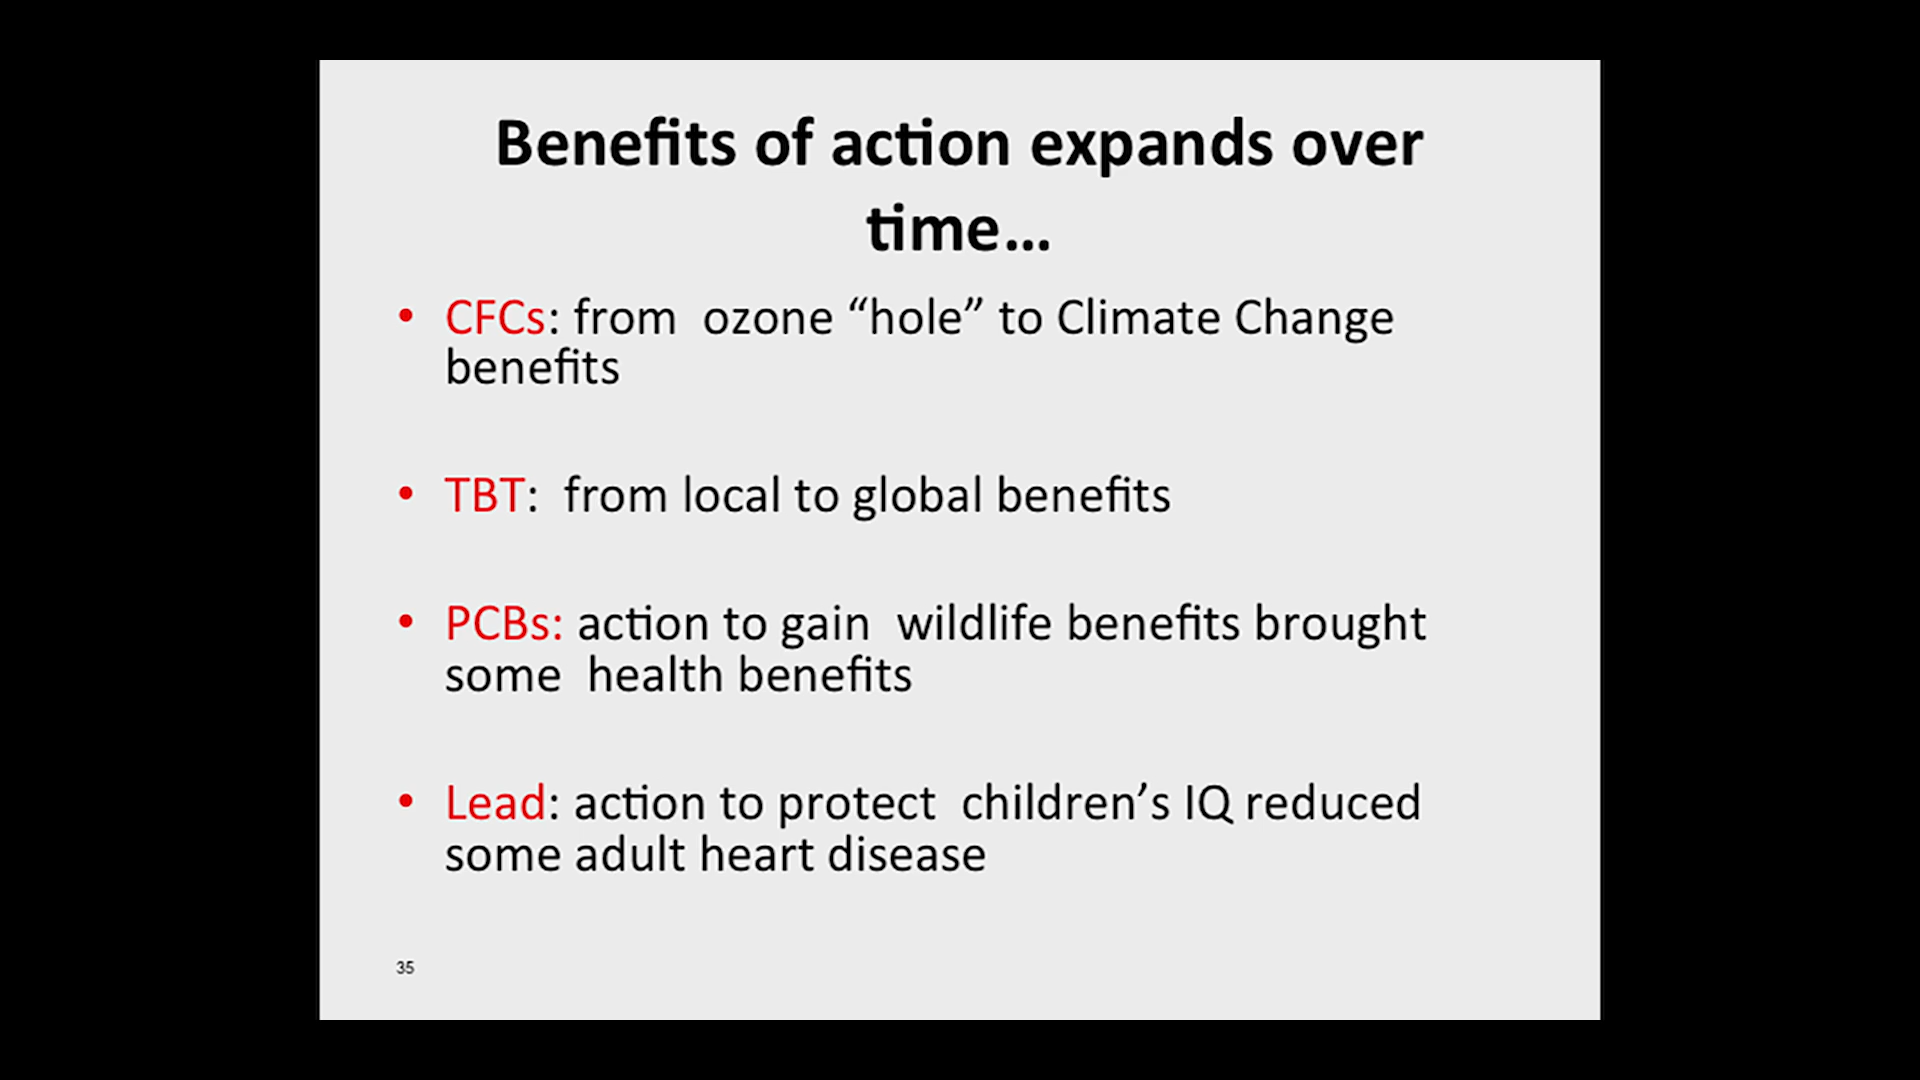 Benefits of action expands over
time...
• CFCs: from  ozone “hole” to Climate Change
benefits
• TBT:  from local to global benefits
• PCBs: action to gain  wildlife benefits brought
some  health benefits
• Lead: action to protect  children’s IQ reduced
some adult heart disease
35